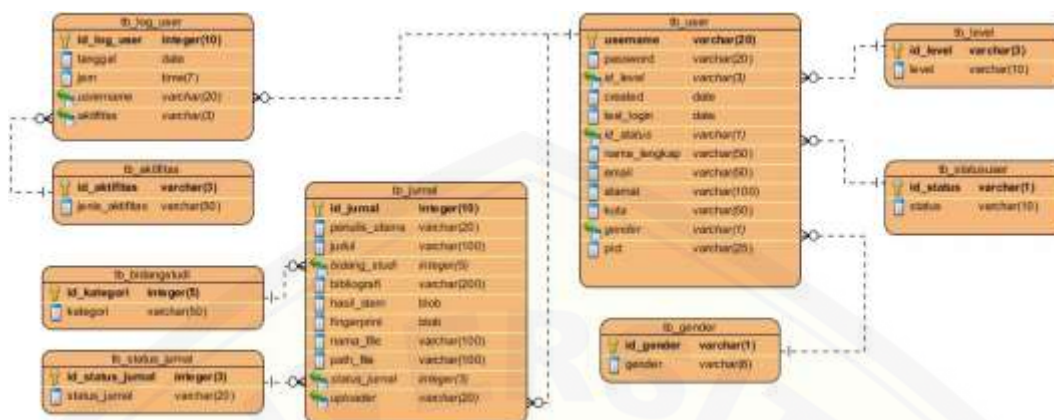 tb_log_user
id_log_user integer(10)
tanggal date
jam time(7)
username varchar(20)
aktifitas varchar(3)
tb_aktifitas
id_aktifitas varchar(3)
jenis_aktifitas varchar(50)
tb_bidangstudi
id_kategori integer(5)
kategori varchar(50)
tb_status_jurnal
id_status_jurnal integer(3)
status_jurnal varchar(20)
tb_jurnal
id_jurnal integer(10)
penulis_utama varchar(20)
judul varchar(100)
bidang_studi integer(5)
bibliografi varchar(200)
hasil_stem blob
fingerprint blob
nama_file varchar(100)
path_file varchar(100)
status_jurnal integer(3)
uploader varchar(20)
tb_user
username varchar(20)
password varchar(20)
id_level varchar(3)
created date
last_login date
id_status varchar(1)
nama_lengkap varchar(50)
email varchar(50)
alamat varchar(100)
kota varchar(50)
gender varchar(1)
pict varchar(25)
tb_level
id_level varchar(3)
level varchar(10)
tb_statususer
id_status varchar(1)
status varchar(10)
tb_gender
id_gender varchar(1)
gender varchar(6)